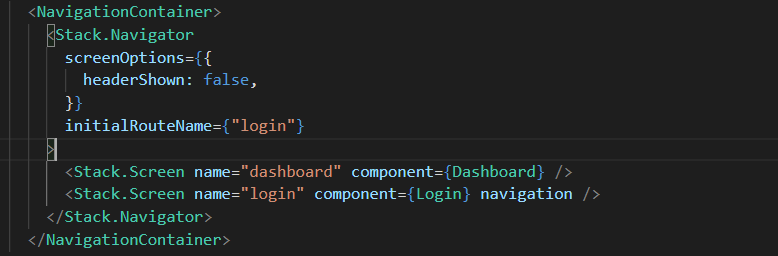 <NavigationContainer>
<Stack.Navigator
screenOptions={{
headerShown: false,
}}
initialRouteName={"login"}
>
<Stack.Screen name="dashboard" component={Dashboard} />
<Stack.Screen name="login" component={Login} navigation />
</Stack.Navigator>
</NavigationContainer>